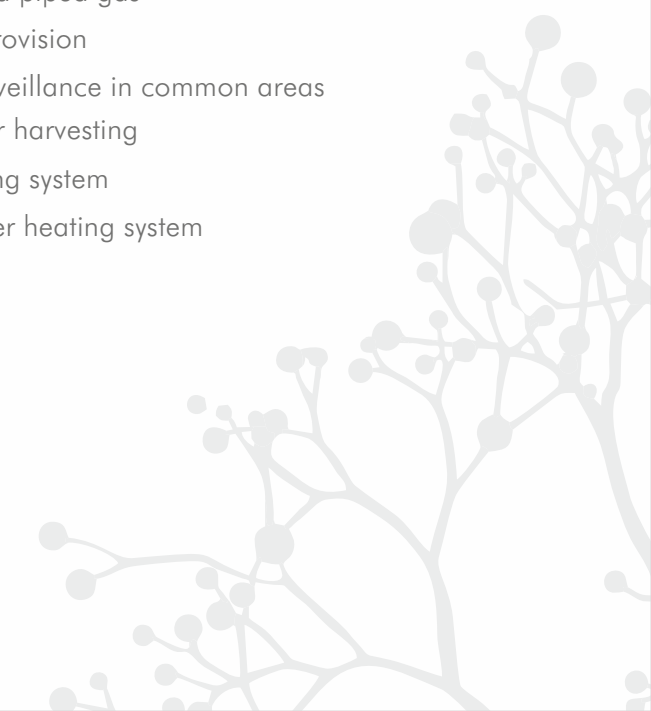 piped gas
rovision
veillance in common areas
r harvesting
ng system
er heating system